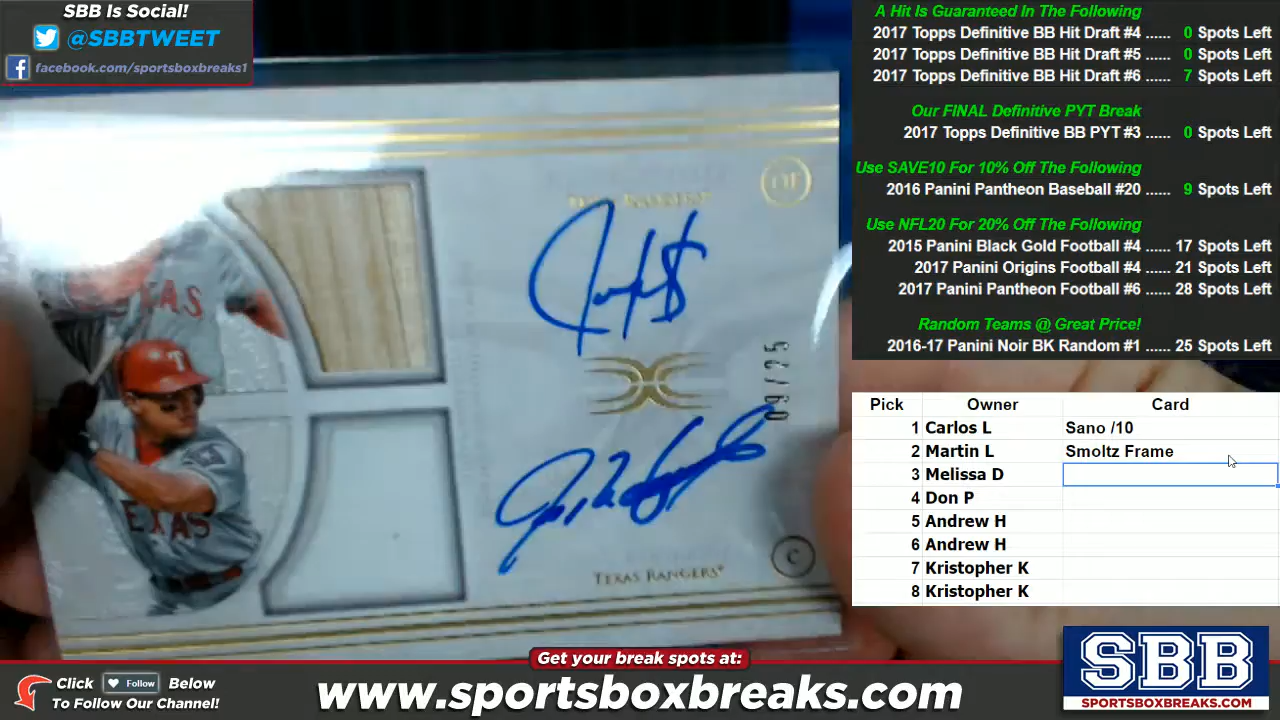 SBB Is Social!
@SBBTWEET
facebook.com/sportsboxbreaks1
A Hit Is Guaranteed In The Following
2017 Topps Definitive BB Hit Draft #4 ...... 0 Spots Left
2017 Topps Definitive BB Hit Draft #5 ...... 0 Spots Left
2017 Topps Definitive BB Hit Draft #6 ...... 7 Spots Left
Our FINAL Definitive PYT Break
2017 Topps Definitive BB PYT #3 ...... 0 Spots Left
Use SAVE10 For 10% Off The Following
2016 Panini Pantheon Baseball #20 ...... 9 Spots Left
Use NFL20 For 20% Off The Following
2015 Panini Black Gold Football #4 ...... 17 Spots Left
2017 Panini Origins Football #4 ...... 21 Spots Left
2017 Panini Pantheon Football #6 ...... 28 Spots Left
Random Teams @ Great Price!
2016-17 Panini Noir BK Random #1 ...... 25 Spots Left
Pick Owner Card
1 Carlos L Sano /10
2 Martin L Smoltz Frame
3 Melissa D
4 Don P
5 Andrew H
6 Andrew H
7 Kristopher K
8 Kristopher K
OF
09/25
TEXAS RANGERS
C
TEXAS
T
TEXAS
Get your break spots at:
Click Follow Below
To Follow Our Channel!
www.sportsboxbreaks.com
SBB
SPORTSBOXBREAKS.COM